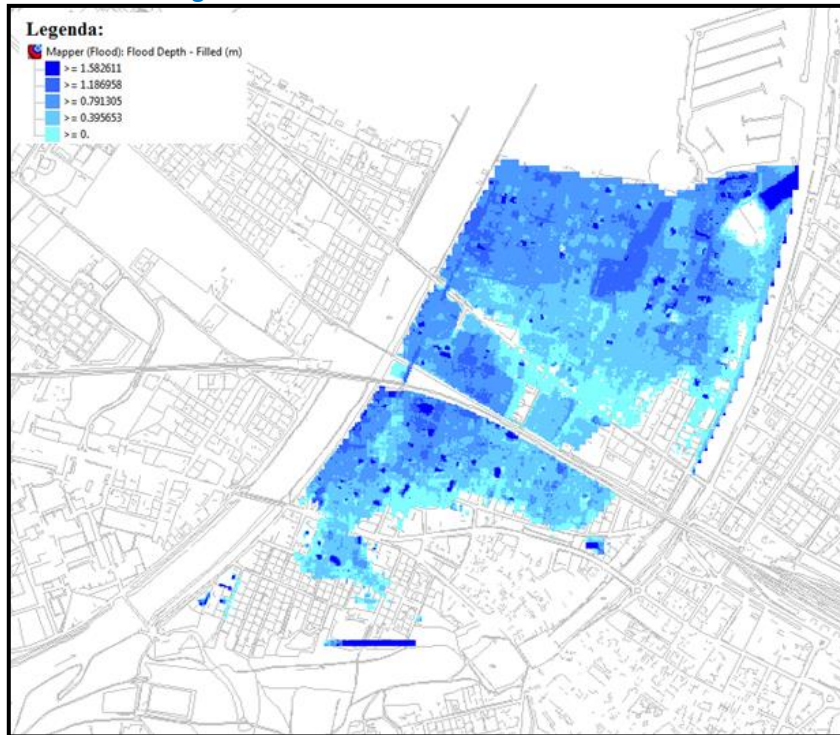 Legenda:
Mapper (Flood): Flood Depth - Filled (m)
>= 1.582611
>= 1.186958
>= 0.791305
>= 0.395653
>= 0.